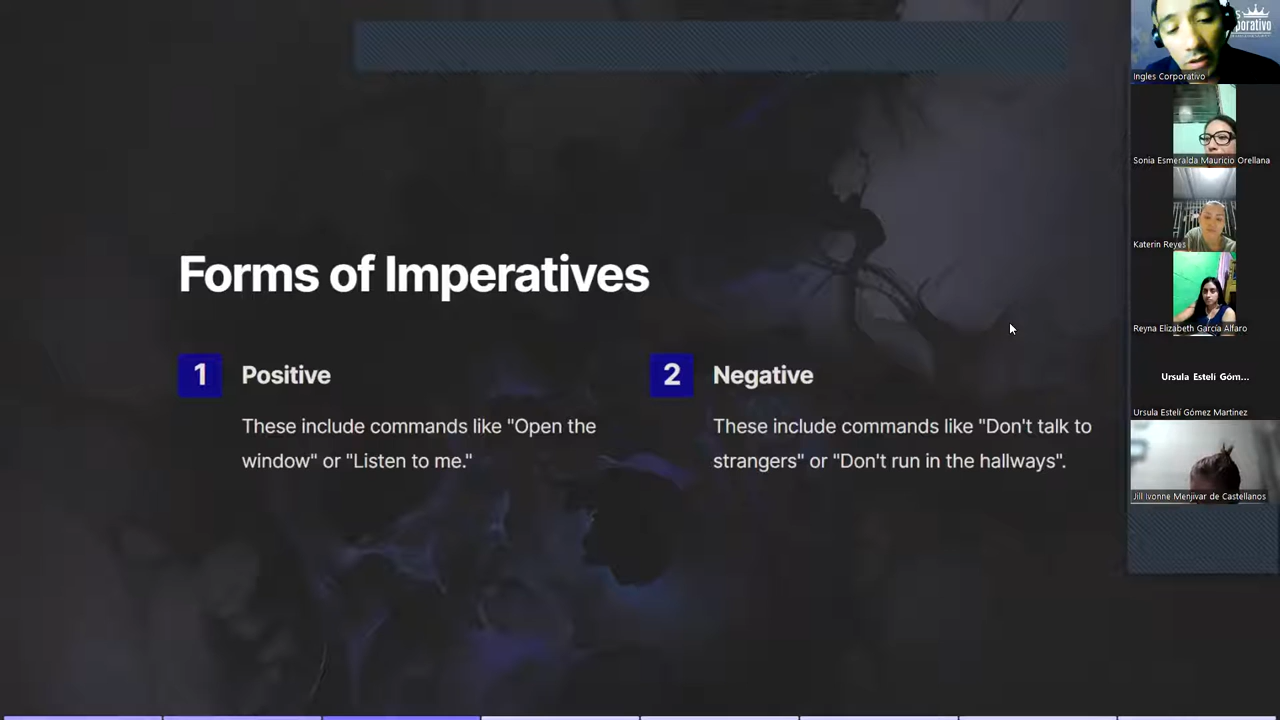 Forms of Imperatives
1 Positive
These include commands like "Open the
window" or "Listen to me."
2 Negative
These include commands like "Don't talk to
strangers" or "Don't run in the hallways".
Ingles Corporativo
Sonia Esmeralda Mauricio Orellana
Katerin Reyes
Reyna Elizabeth García Alfaro
Ursula Estelí Góm...
Ursula Estelí Gómez Martinez
Jill Ivonne Menjivar de Castellanos